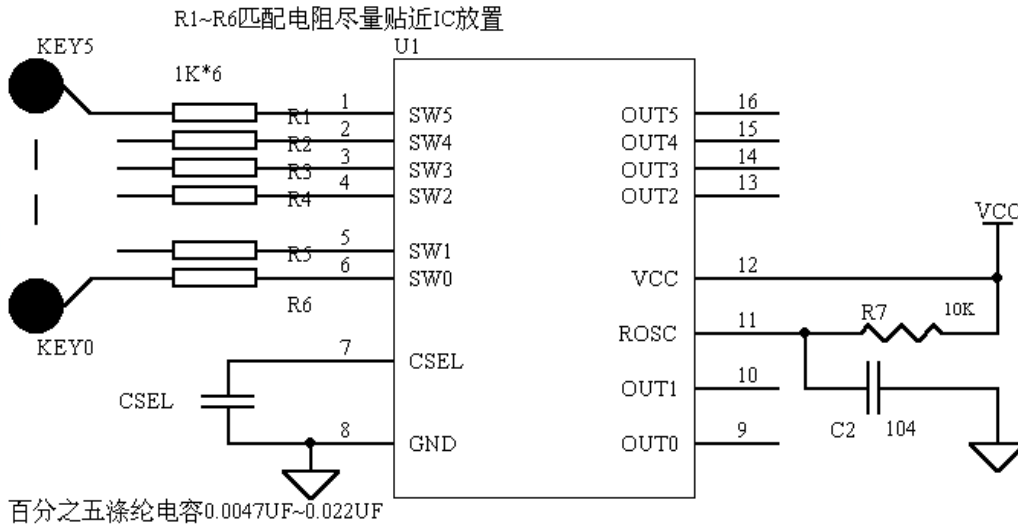 R1~R6匹配电阻尽量贴近IC放置
KEY5
U1
1K*6
1
R1
SW5
OUT5
16
2
R2
SW4
OUT4
15
3
R3
SW3
OUT3
14
4
R4
SW2
OUT2
13
VCC
5
R5
SW1
6
SW0
VCC
12
R6
KEY0
ROSC
11
R7
10K
7
CSEL
CSEL
OUT1
10
8
GND
OUT0
9
C2
104
百分之五涤纶电容0.0047UF~0.022UF